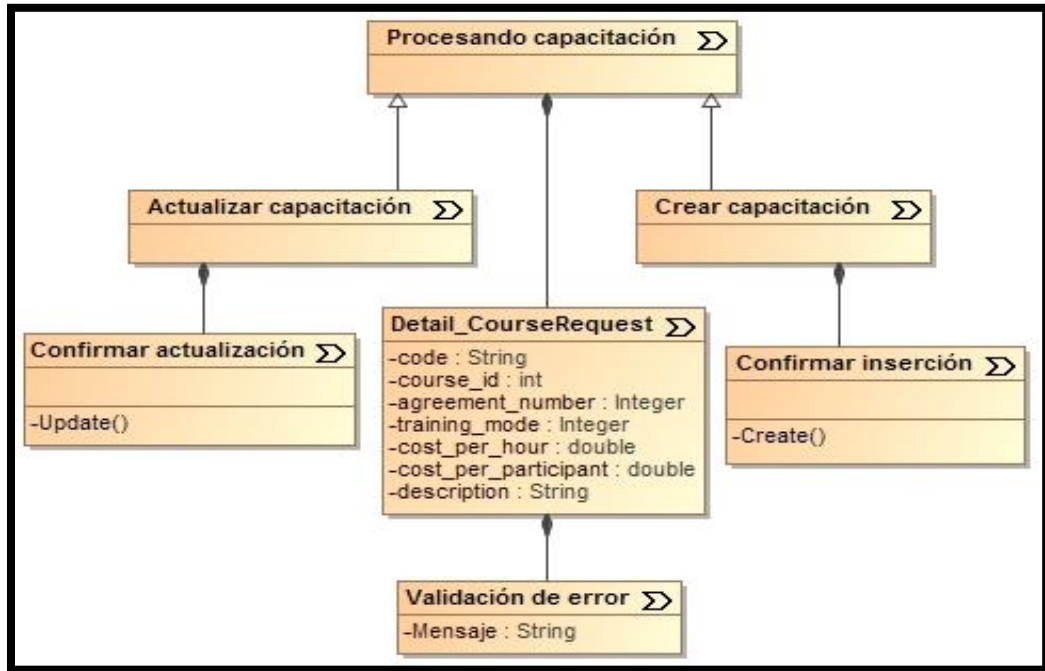 Procesando capacitación
Actualizar capacitación
Crear capacitación
Confirmar actualización
-Update()
Detail_CourseRequest
-code : String
-course_id : int
-agreement_number : Integer
-training_mode : Integer
-cost_per_hour : double
-cost_per_participant : double
-description : String
Confirmar inserción
-Create()
Validación de error
-Mensaje : String